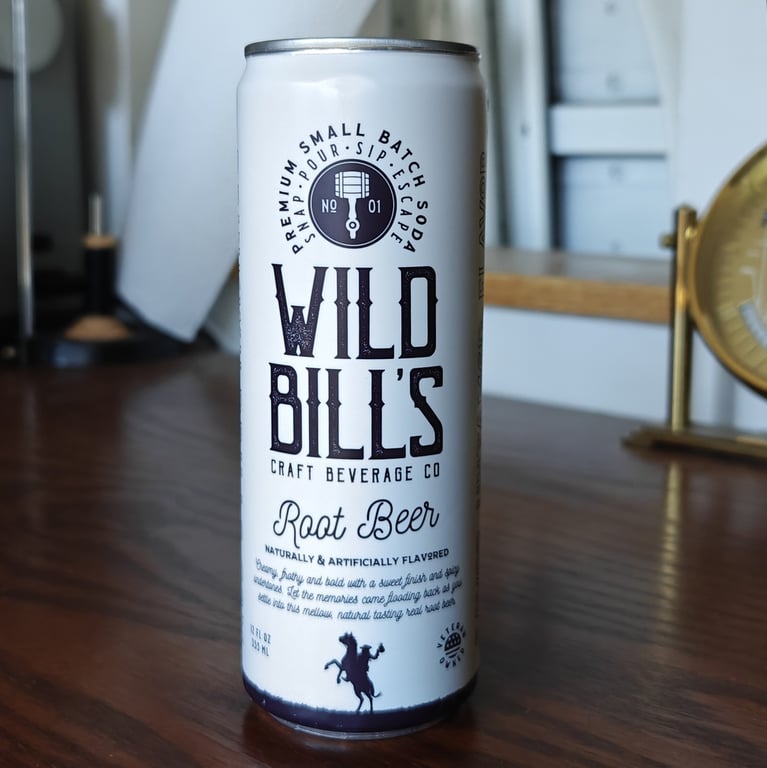 PREMIUM SMALL BATCH SODA
SNAP · POUR · SIP · ESCAPE
Nº 01
WILD
BILL'S
CRAFT BEVERAGE CO
Root Beer
NATURALLY & ARTIFICIALLY FLAVORED
Creamy, frothy and bold with a sweet finish and spicy
undertones. Let the memories come flooding back as you
settle into this mellow, natural tasting real root beer.
12 FL OZ
355 ML
VETERAN
OWNED